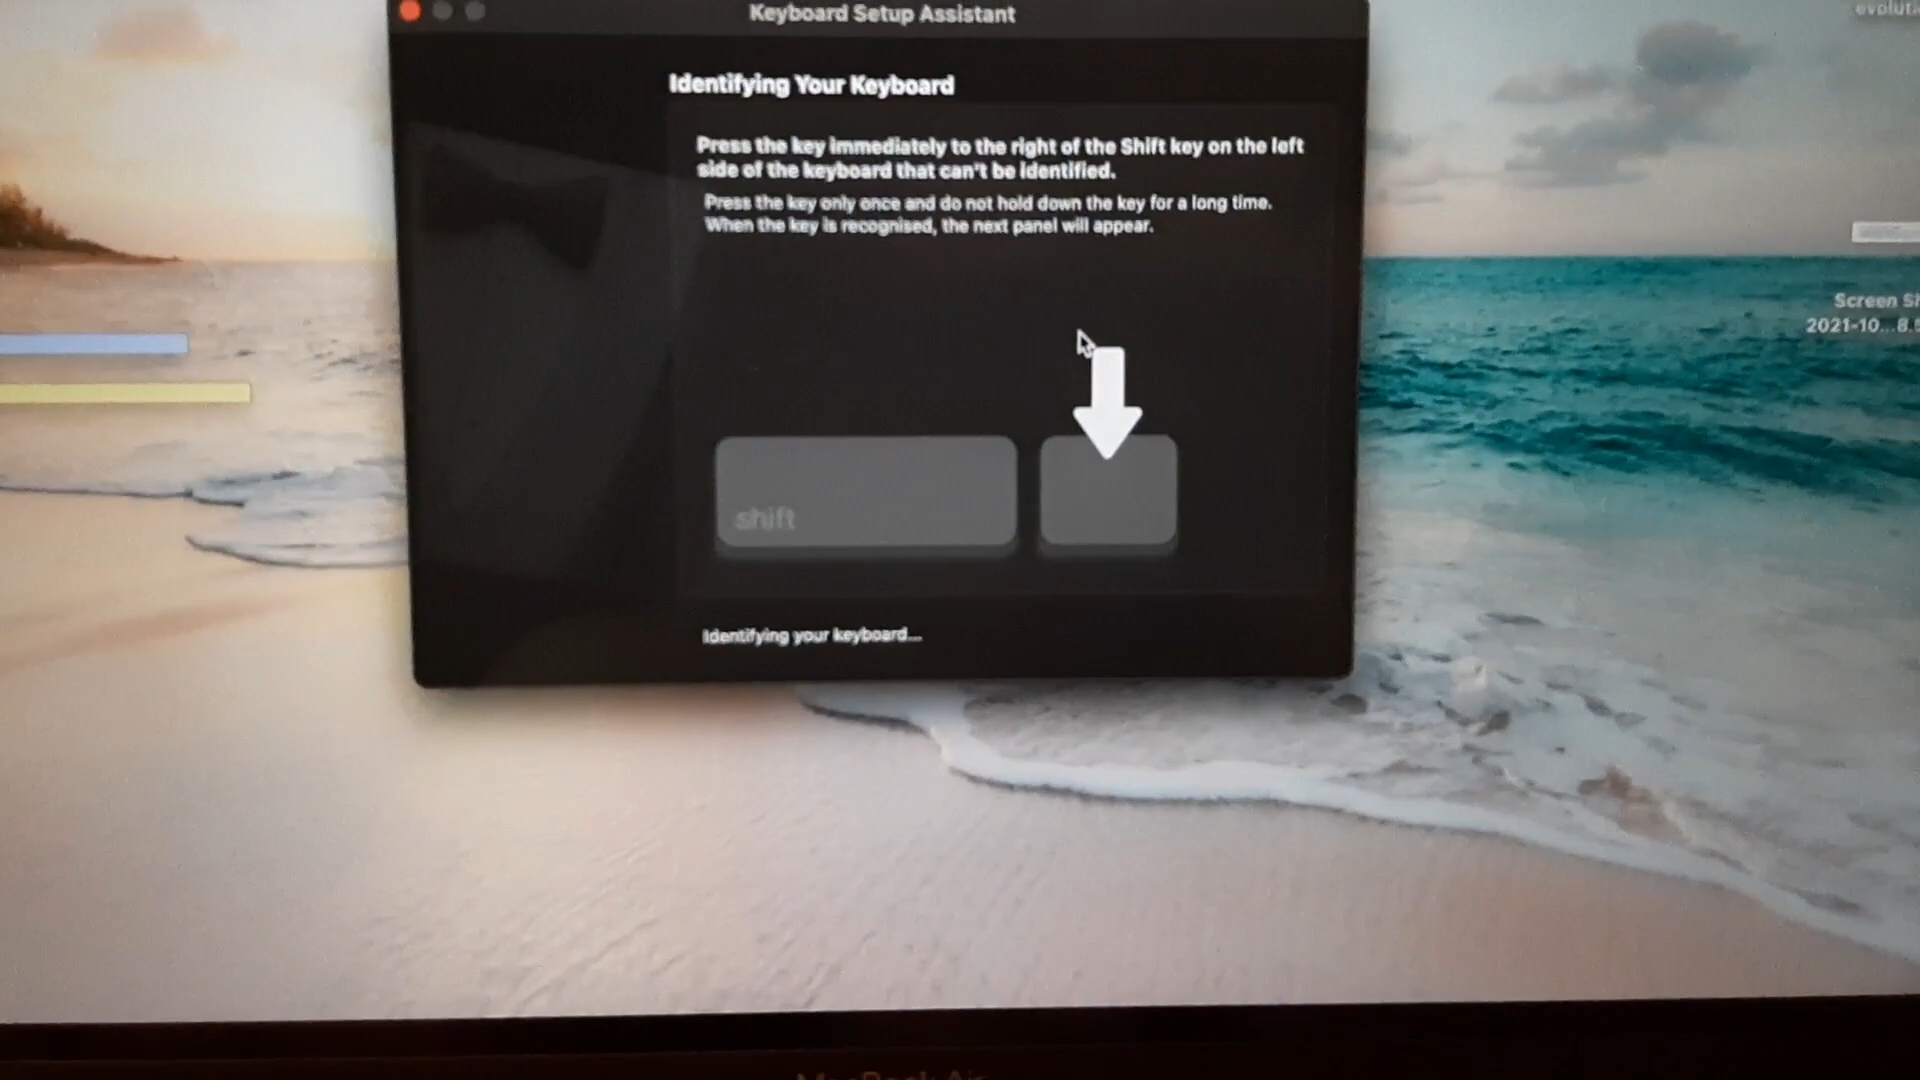 Keyboard Setup Assistant
Identifying Your Keyboard
Press the key immediately to the right of the Shift key on the left
side of the keyboard that can't be identified.
Press the key only once and do not hold down the key for a long time.
When the key is recognised, the next panel will appear.
Screen
2021-10...8.
shift
Identifying your keyboard...
MacBook Air